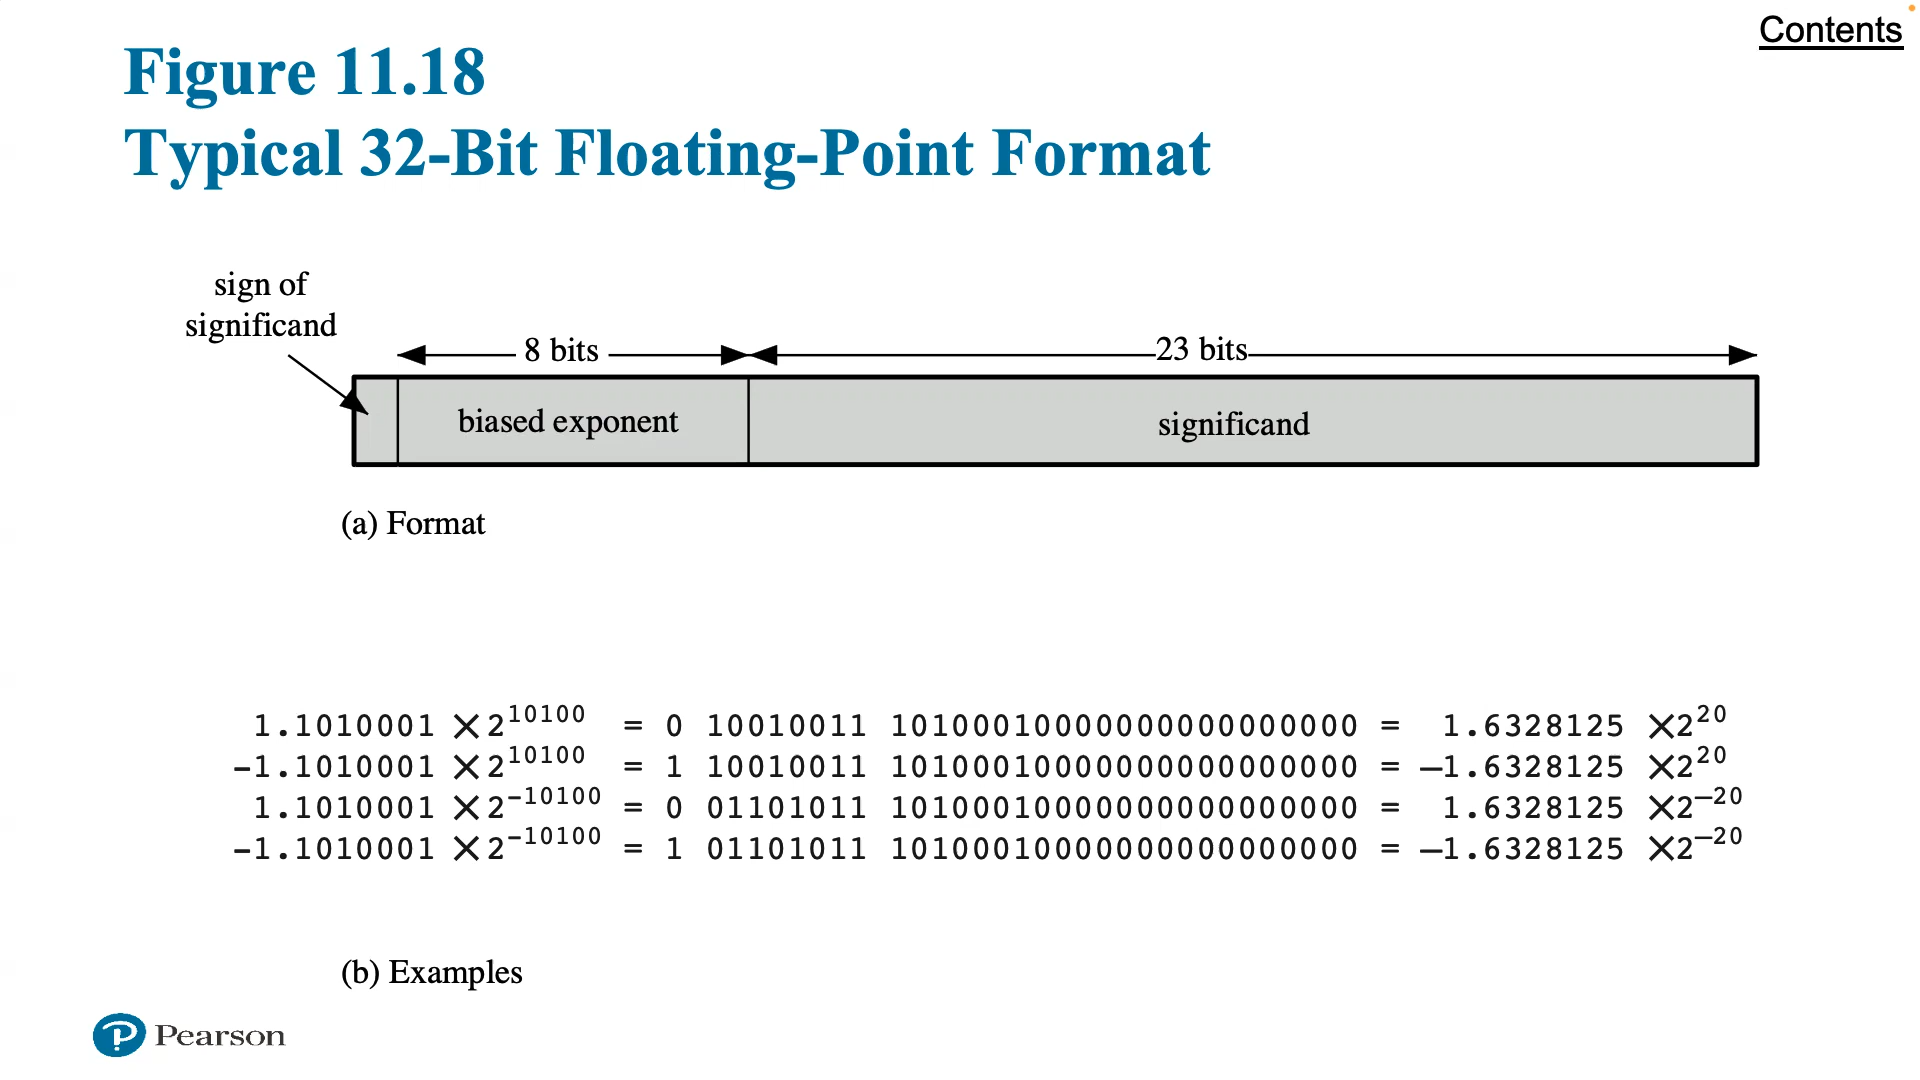 Contents
Figure 11.18
Typical 32-Bit Floating-Point Format
sign of
significand
8 bits
23 bits
biased exponent
significand
(a) Format
1.1010001 ×2^10100 = 0 10010011 10100010000000000000000 = 1.6328125 ×2^20
-1.1010001 ×2^10100 = 1 10010011 10100010000000000000000 = –1.6328125 ×2^20
1.1010001 ×2^-10100 = 0 01101011 10100010000000000000000 = 1.6328125 ×2^–20
-1.1010001 ×2^-10100 = 1 01101011 10100010000000000000000 = –1.6328125 ×2^–20
(b) Examples
P Pearson